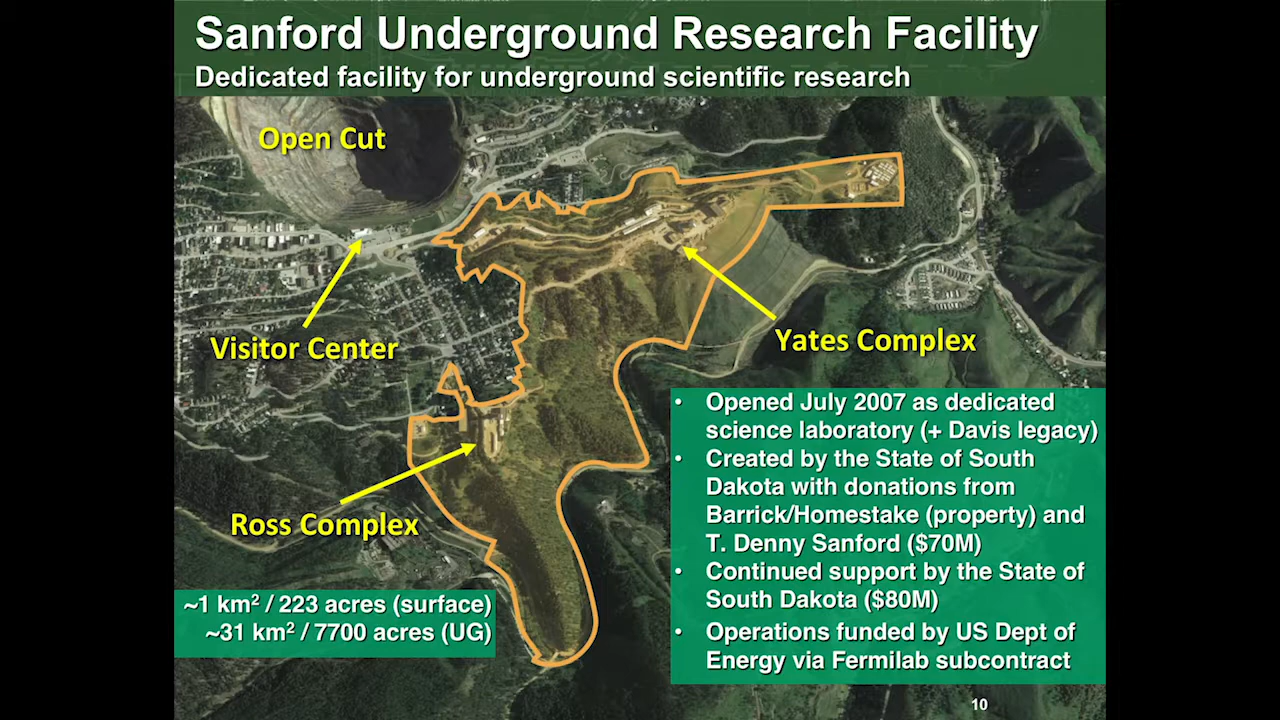 Sanford Underground Research Facility
Dedicated facility for underground scientific research
Open Cut
Visitor Center
Yates Complex
Ross Complex
• Opened July 2007 as dedicated
science laboratory (+ Davis legacy)
• Created by the State of South
Dakota with donations from
Barrick/Homestake (property) and
T. Denny Sanford ($70M)
• Continued support by the State of
South Dakota ($80M)
• Operations funded by US Dept of
Energy via Fermilab subcontract
~1 km² / 223 acres (surface)
~31 km² / 7700 acres (UG)
10